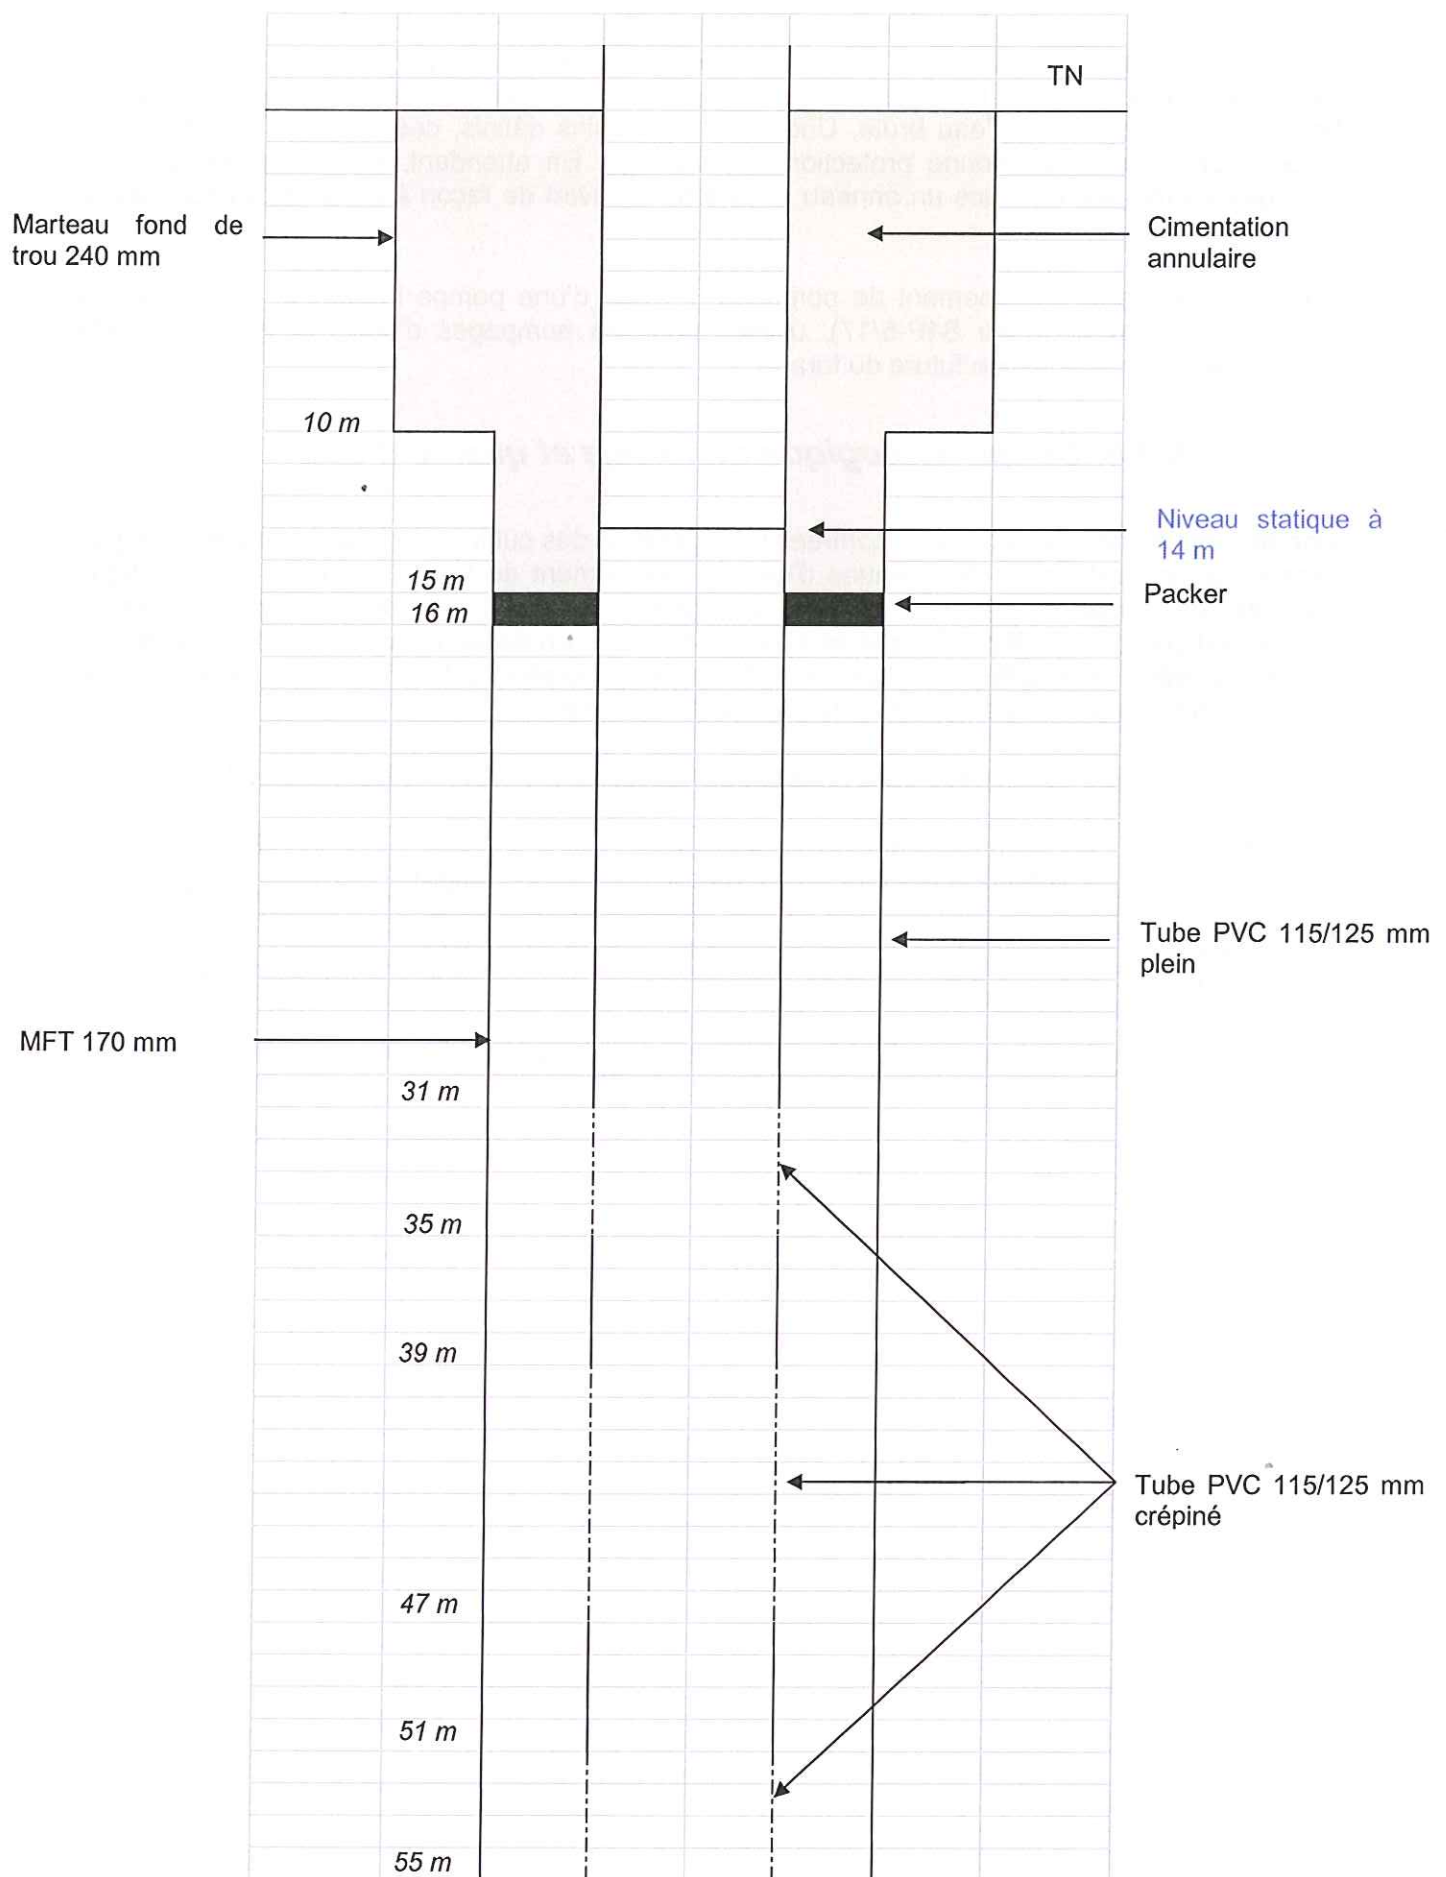 TN
Marteau fond de
trou 240 mm
Cimentation
annulaire
10 m
Niveau statique à
14 m
15 m
16 m
Packer
Tube PVC 115/125 mm
plein
MFT 170 mm
31 m
35 m
39 m
Tube PVC 115/125 mm
crépiné
47 m
51 m
55 m